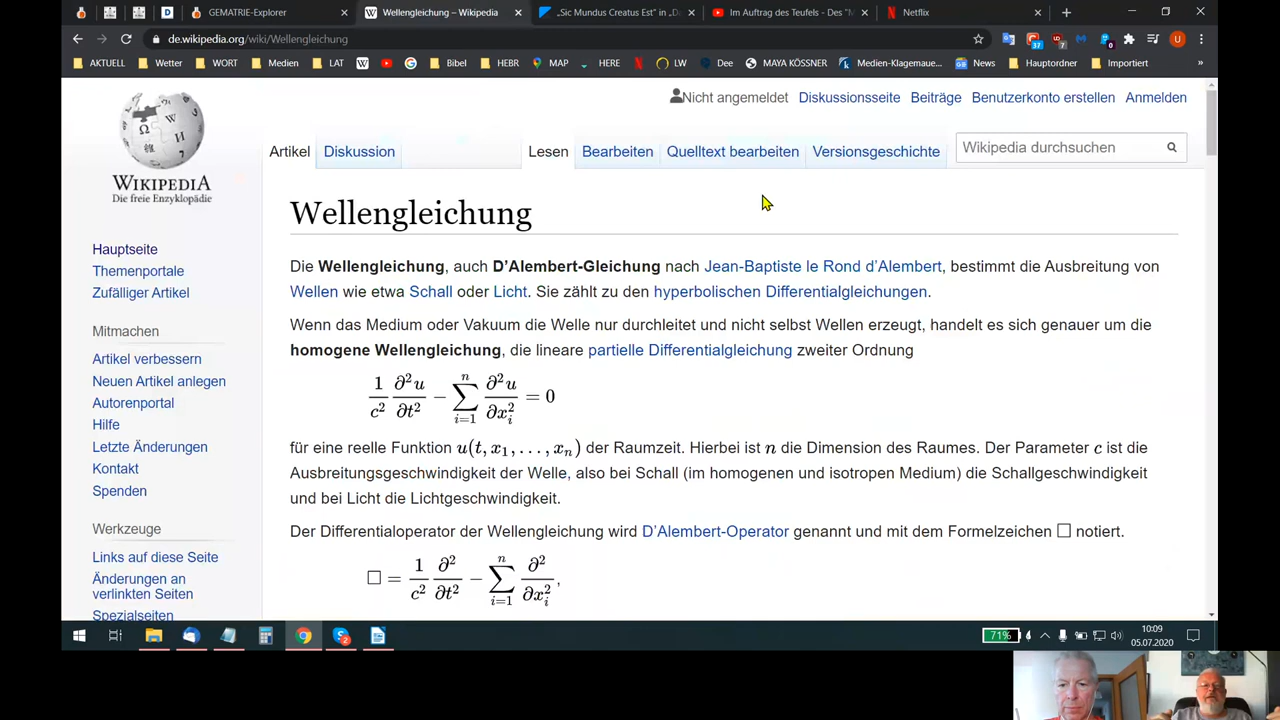 GEMATRIE-Explorer
Wellengleichung – Wikipedia
„Sic Mundus Creatus Est" in „De
Im Auftrag des Teufels - Des "M
Netflix
de.wikipedia.org/wiki/Wellengleichung
37
7
0
U
AKTUELL
Wetter
WORT
Medien
LAT
Bibel
HEBR
MAP
HERE
LW
Dee
MAYA KÖSSNER
Medien-Klagemaue...
News
Hauptordner
Importiert
»
Nicht angemeldet Diskussionsseite Beiträge Benutzerkonto erstellen Anmelden
Artikel Diskussion Lesen Bearbeiten Quelltext bearbeiten Versionsgeschichte Wikipedia durchsuchen
WIKIPEDIA
Die freie Enzyklopädie
Hauptseite
Themenportale
Zufälliger Artikel
Mitmachen
Artikel verbessern
Neuen Artikel anlegen
Autorenportal
Hilfe
Letzte Änderungen
Kontakt
Spenden
Werkzeuge
Links auf diese Seite
Änderungen an
verlinkten Seiten
Spezialseiten
Wellengleichung
Die Wellengleichung, auch D'Alembert-Gleichung nach Jean-Baptiste le Rond d'Alembert, bestimmt die Ausbreitung von
Wellen wie etwa Schall oder Licht. Sie zählt zu den hyperbolischen Differentialgleichungen.
Wenn das Medium oder Vakuum die Welle nur durchleitet und nicht selbst Wellen erzeugt, handelt es sich genauer um die
homogene Wellengleichung, die lineare partielle Differentialgleichung zweiter Ordnung
1/c² ∂²u/∂t² − ∑ᵢ₌₁ⁿ ∂²u/∂xᵢ² = 0
für eine reelle Funktion u(t, x₁, . . . , xₙ) der Raumzeit. Hierbei ist n die Dimension des Raumes. Der Parameter c ist die
Ausbreitungsgeschwindigkeit der Welle, also bei Schall (im homogenen und isotropen Medium) die Schallgeschwindigkeit
und bei Licht die Lichtgeschwindigkeit.
Der Differentialoperator der Wellengleichung wird D'Alembert-Operator genannt und mit dem Formelzeichen □ notiert.
□ = 1/c² ∂²/∂t² − ∑ᵢ₌₁ⁿ ∂²/∂xᵢ²,
71%
10:09
05.07.2020